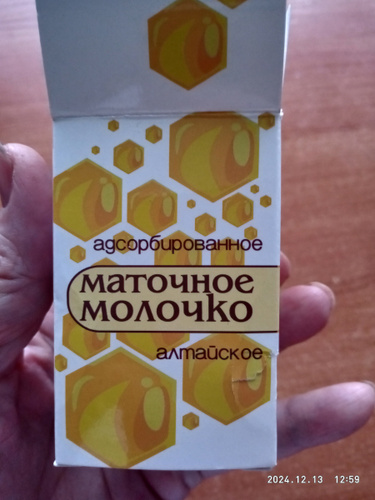 адсорбированное
маточное
молочко
алтайское
2024.12.13 12:59